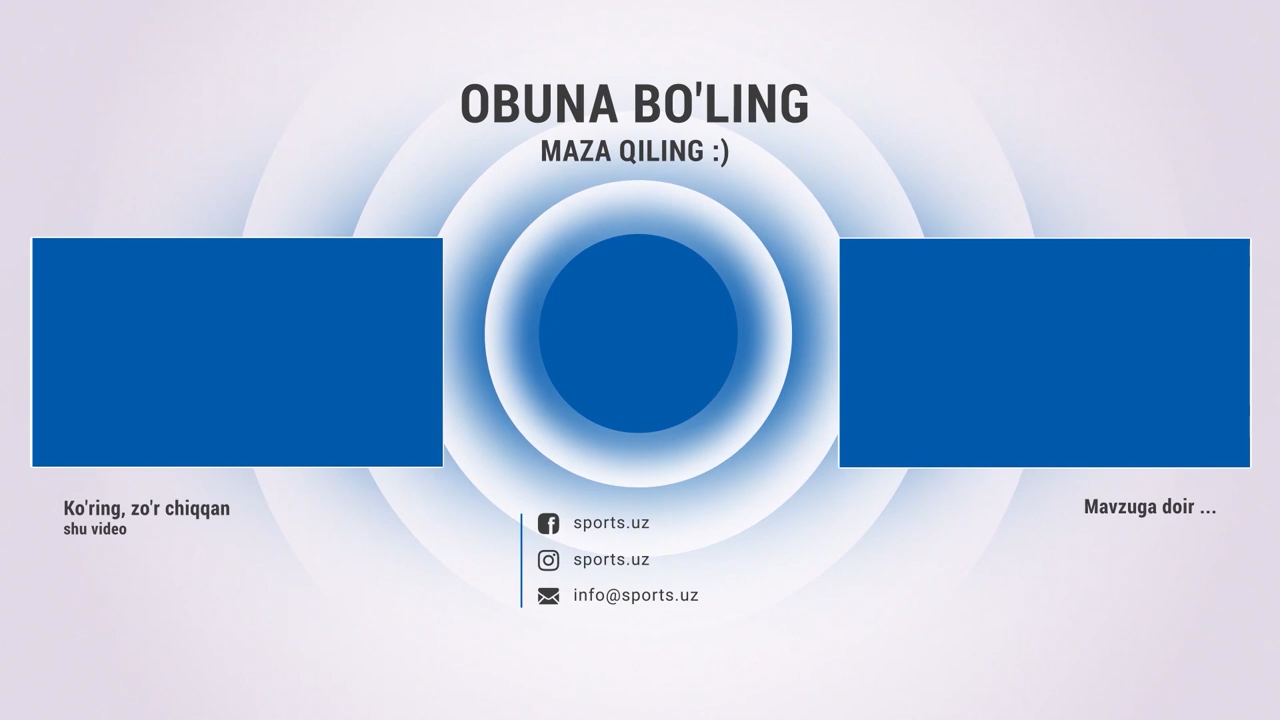 OBUNA BO'LING
MAZA QILING :)
Ko'ring, zo'r chiqqan
shu video
Mavzuga doir ...
sports.uz
sports.uz
info@sports.uz